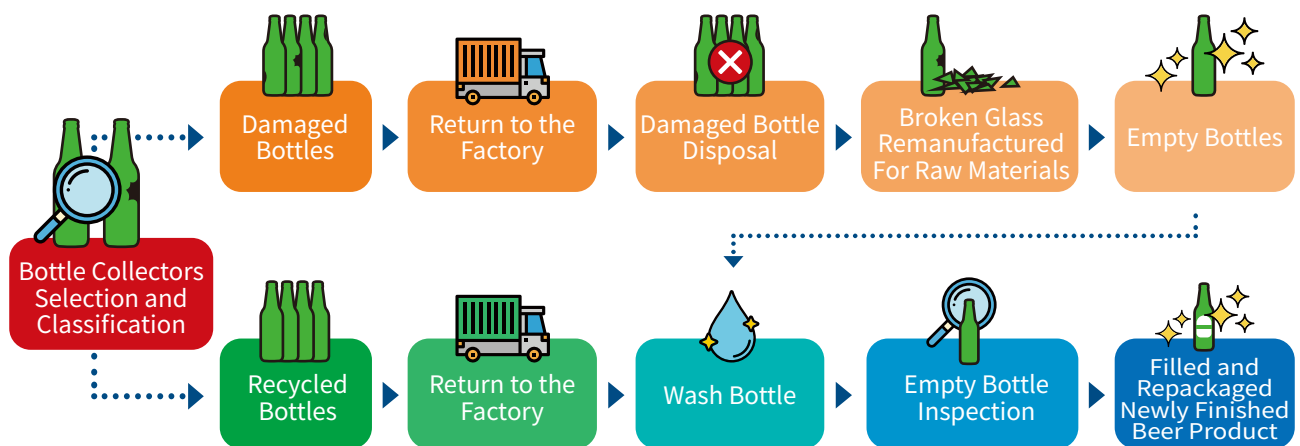 Damaged
Bottles
Return to the
Factory
Damaged Bottle
Disposal
Broken Glass
Remanufactured
For Raw Materials
Empty Bottles
Bottle Collectors
Selection and
Classification
Recycled
Bottles
Return to the
Factory
Wash Bottle
Empty Bottle
Inspection
Filled and
Repackaged
Newly Finished
Beer Product